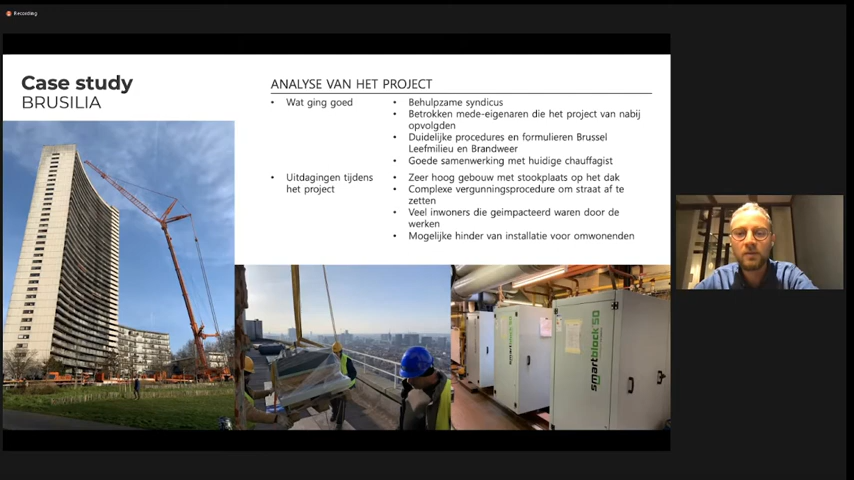 Recording
Case study
BRUSILIA
ANALYSE VAN HET PROJECT
• Wat ging goed
• Behulpzame syndicus
• Betrokken mede-eigenaren die het project van nabij
opvolgden
• Duidelijke procedures en formulieren Brussel
Leefmilieu en Brandweer
• Goede samenwerking met huidige chauffagist
• Uitdagingen tijdens
het project
• Zeer hoog gebouw met stookplaats op het dak
• Complexe vergunningsprocedure om straat af te
zetten
• Veel inwoners die geimpacteerd waren door de
werken
• Mogelijke hinder van installatie voor omwonenden
smartblock 50
smartblock 50